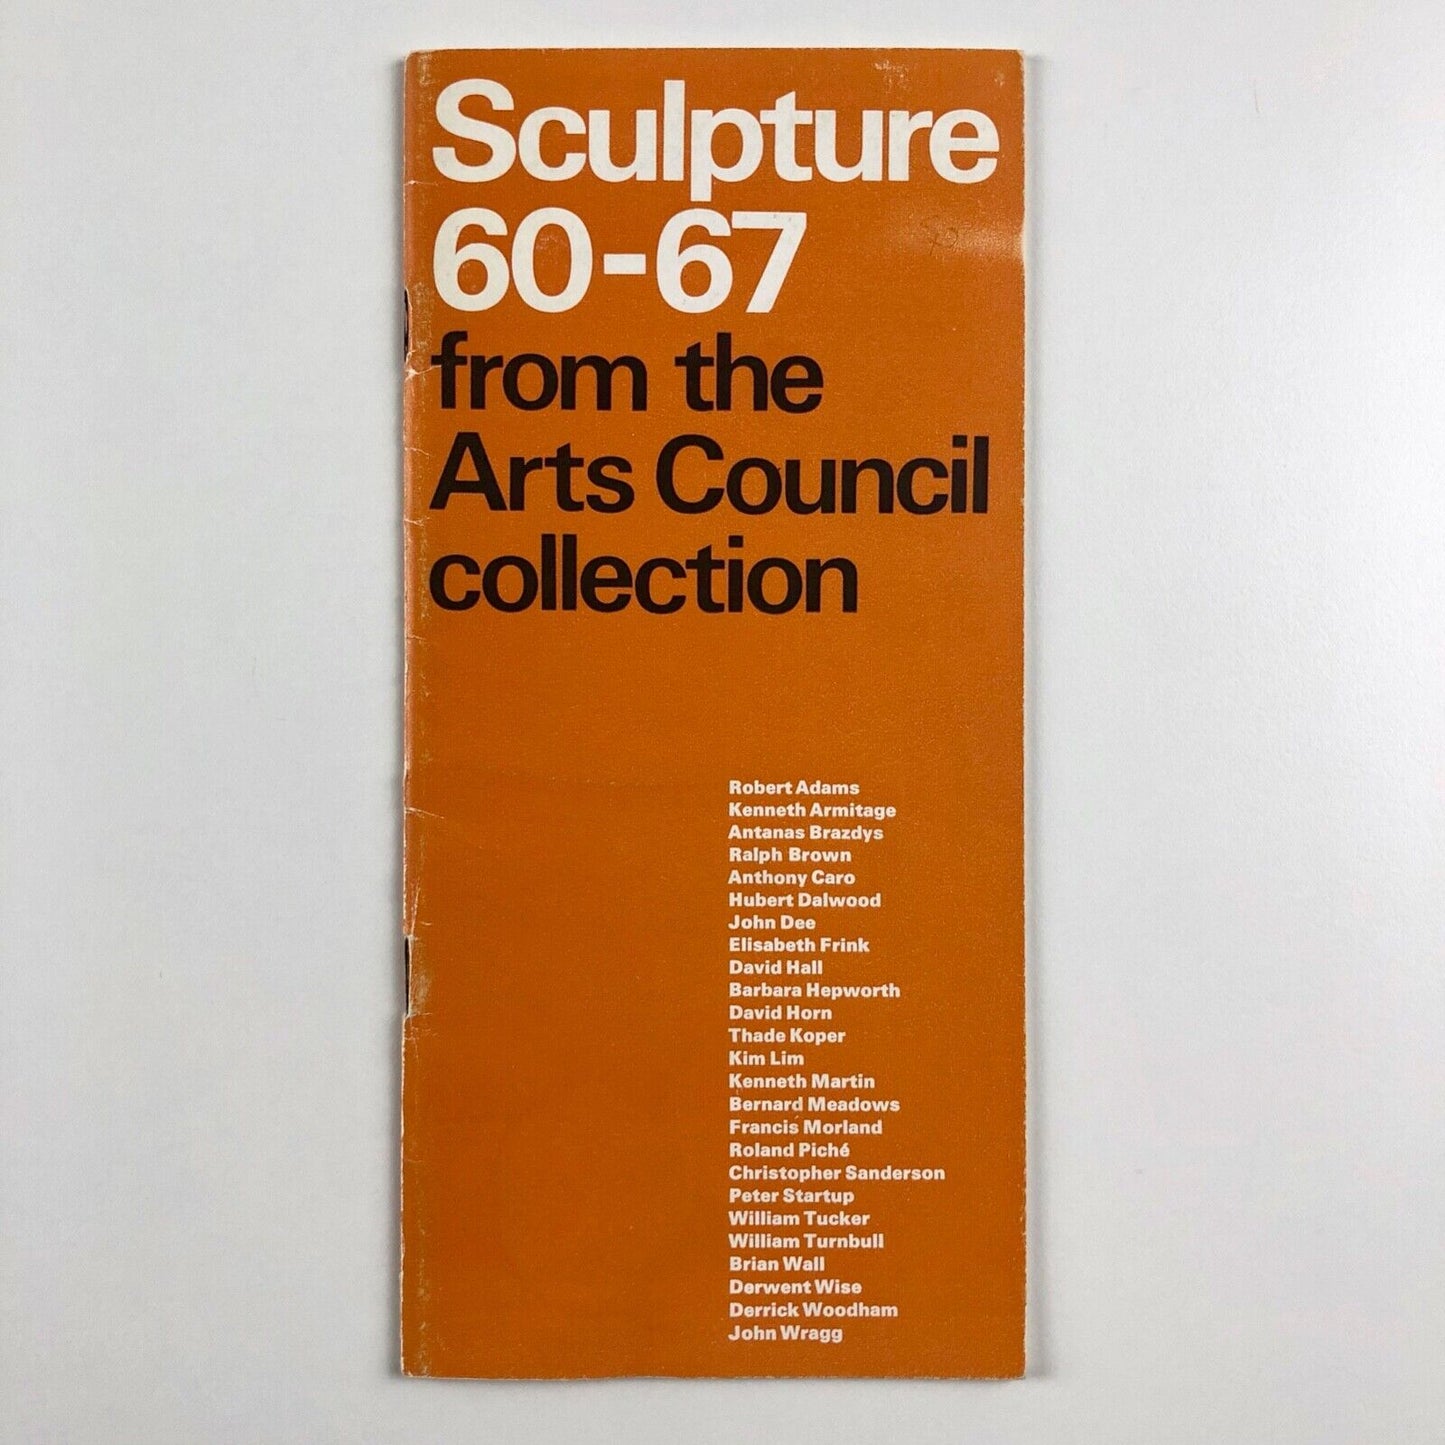 Sculpture
60-67
from the
Arts Council
collection
Robert Adams
Kenneth Armitage
Antanas Brazdys
Ralph Brown
Anthony Caro
Hubert Dalwood
John Dee
Elisabeth Frink
David Hall
Barbara Hepworth
David Horn
Thade Koper
Kim Lim
Kenneth Martin
Bernard Meadows
Francis Morland
Roland Piché
Christopher Sanderson
Peter Startup
William Tucker
William Turnbull
Brian Wall
Derwent Wise
Derrick Woodham
John Wragg